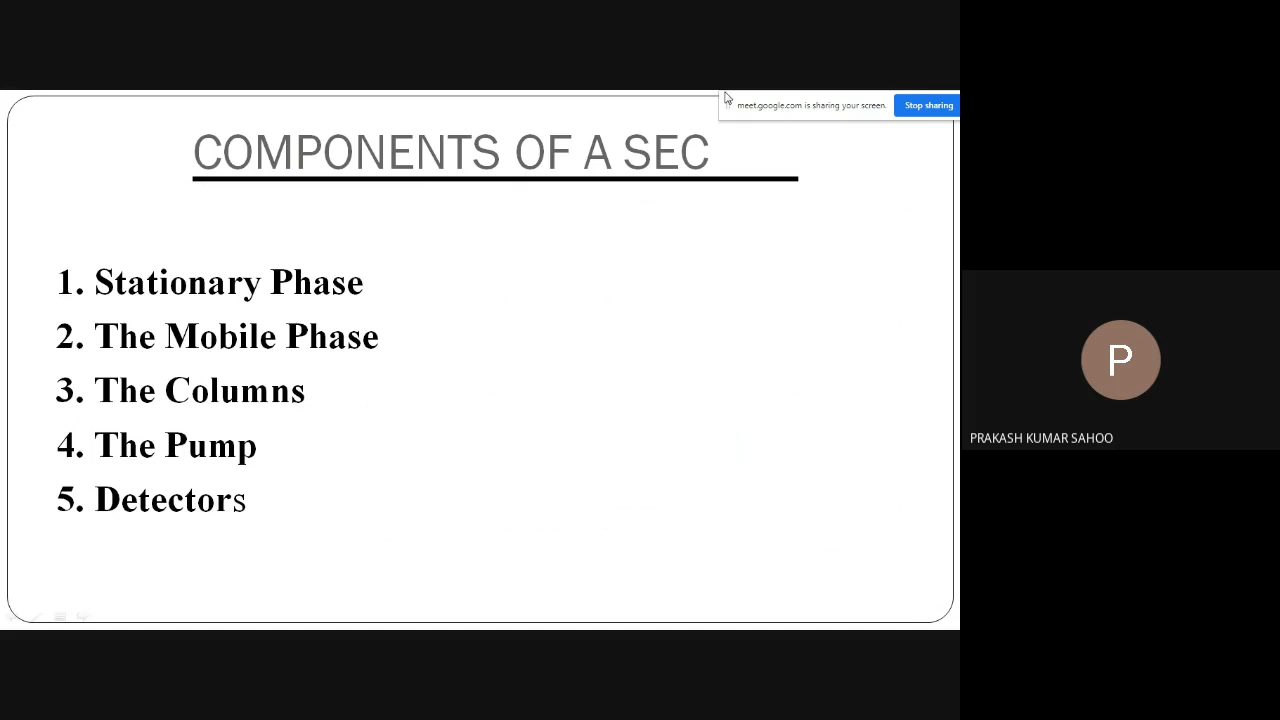 meet.google.com is sharing your screen.
Stop sharing
COMPONENTS OF A SEC
1. Stationary Phase
2. The Mobile Phase
3. The Columns
4. The Pump
5. Detectors
P
PRAKASH KUMAR SAHOO